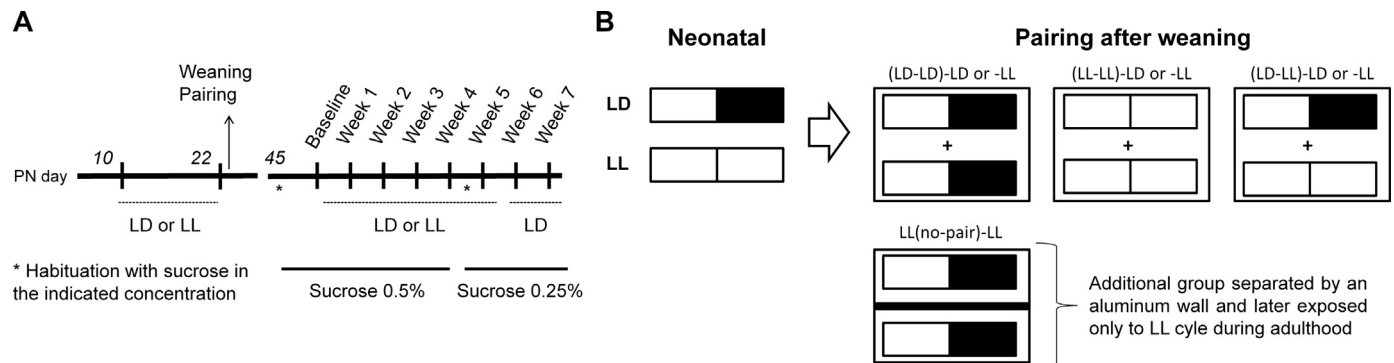 A
Weaning
Pairing
Baseline
Week 1
Week 2
Week 3
Week 4
Week 5
Week 6
Week 7
10
22
45
PN day
*
*
LD or LL
LD or LL
LD
* Habituation with sucrose in
the indicated concentration
Sucrose 0.5%
Sucrose 0.25%
B
Neonatal
Pairing after weaning
LD
LL
(LD-LD)-LD or -LL
(LL-LL)-LD or -LL
(LD-LL)-LD or -LL
+
+
+
LL(no-pair)-LL
Additional group separated by an
aluminum wall and later exposed
only to LL cyle during adulthood